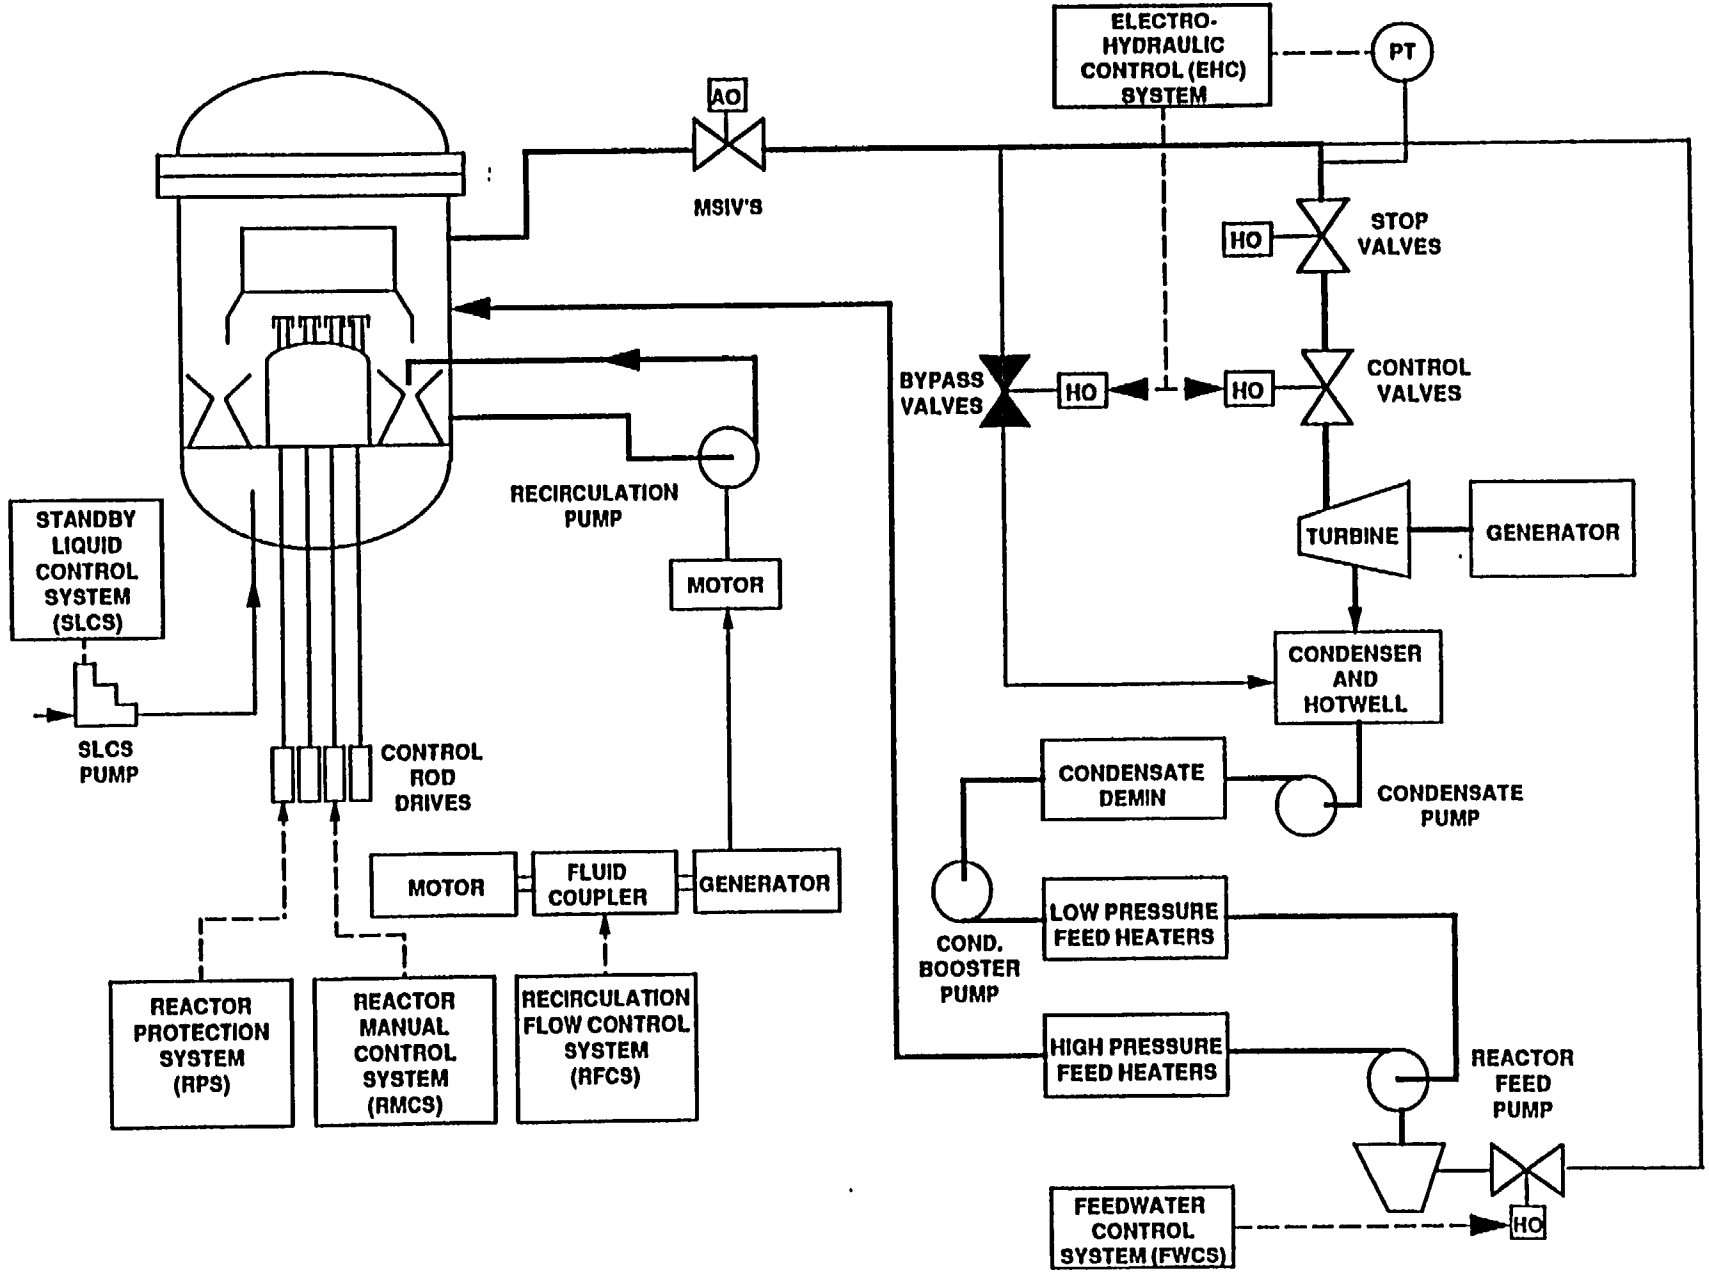 ELECTRO-
HYDRAULIC
CONTROL (EHC)
SYSTEM
PT
AO
MSIV'S
HO
STOP
VALVES
BYPASS
VALVES
HO
HO
CONTROL
VALVES
RECIRCULATION
PUMP
TURBINE
GENERATOR
STANDBY
LIQUID
CONTROL
SYSTEM
(SLCS)
MOTOR
CONDENSER
AND
HOTWELL
SLCS
PUMP
CONTROL
ROD
DRIVES
CONDENSATE
DEMIN
CONDENSATE
PUMP
MOTOR
FLUID
COUPLER
GENERATOR
LOW PRESSURE
FEED HEATERS
COND.
BOOSTER
PUMP
REACTOR
PROTECTION
SYSTEM
(RPS)
REACTOR
MANUAL
CONTROL
SYSTEM
(RMCS)
RECIRCULATION
FLOW CONTROL
SYSTEM
(RFCS)
HIGH PRESSURE
FEED HEATERS
REACTOR
FEED
PUMP
FEEDWATER
CONTROL
SYSTEM (FWCS)
HO